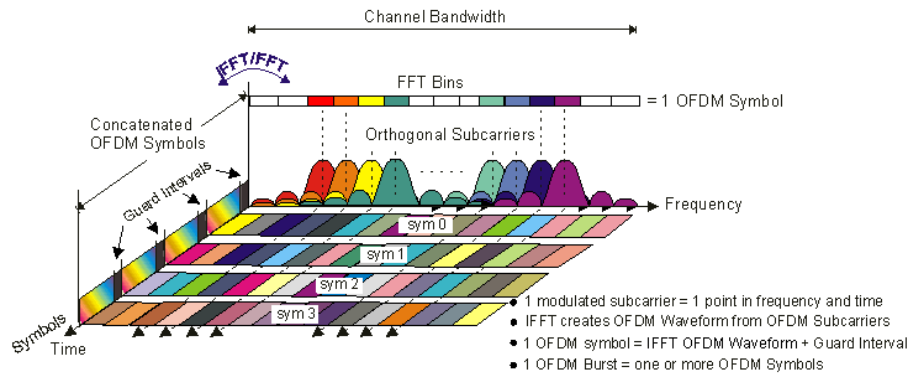 Channel Bandwidth
IFFT/FFT
FFT Bins
= 1 OFDM Symbol
Concatenated
OFDM Symbols
Orthogonal Subcarriers
Guard Intervals
Frequency
sym 0
sym 1
sym 2
sym 3
Symbols
Time
• 1 modulated subcarrier = 1 point in frequency and time
• IFFT creates OFDM Waveform from OFDM Subcarriers
• 1 OFDM symbol = IFFT OFDM Waveform + Guard Interval
• 1 OFDM Burst = one or more OFDM Symbols